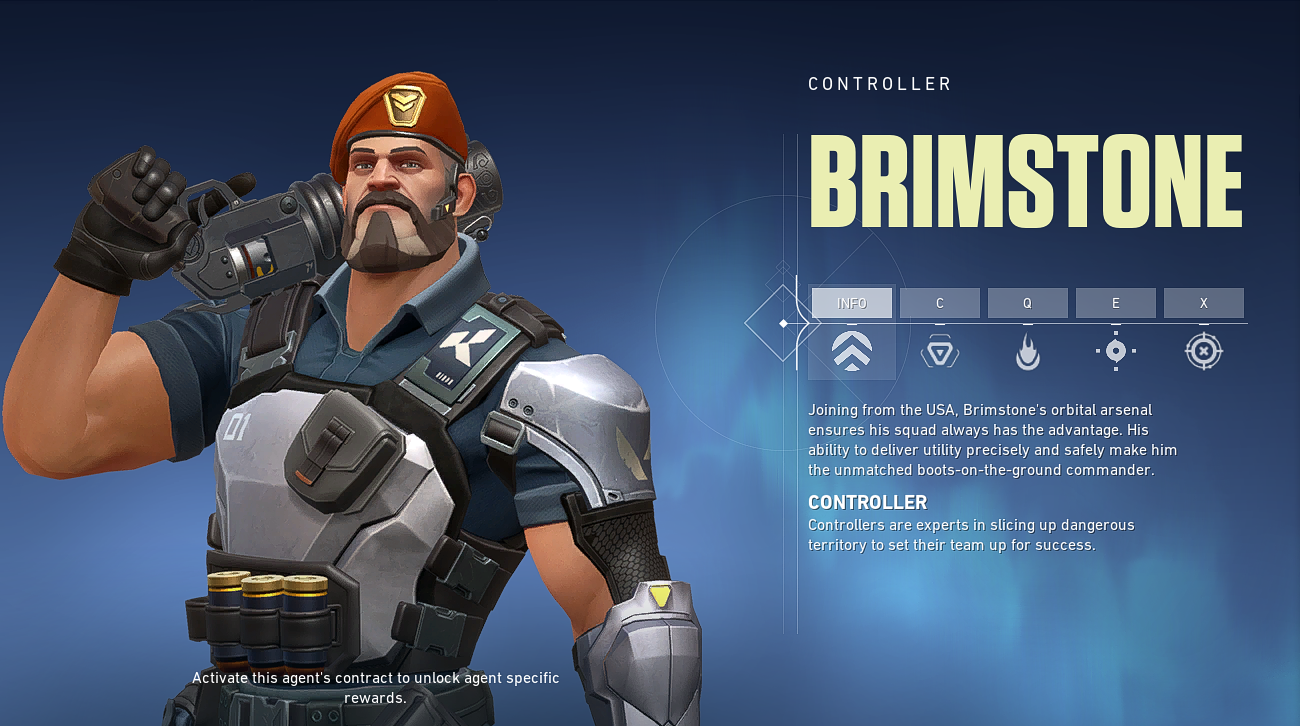 CONTROLLER
BRIMSTONE
INFO C Q E X
Joining from the USA, Brimstone's orbital arsenal
ensures his squad always has the advantage. His
ability to deliver utility precisely and safely make him
the unmatched boots-on-the-ground commander.
CONTROLLER
Controllers are experts in slicing up dangerous
territory to set their team up for success.
01
Activate this agent's contract to unlock agent specific
rewards.